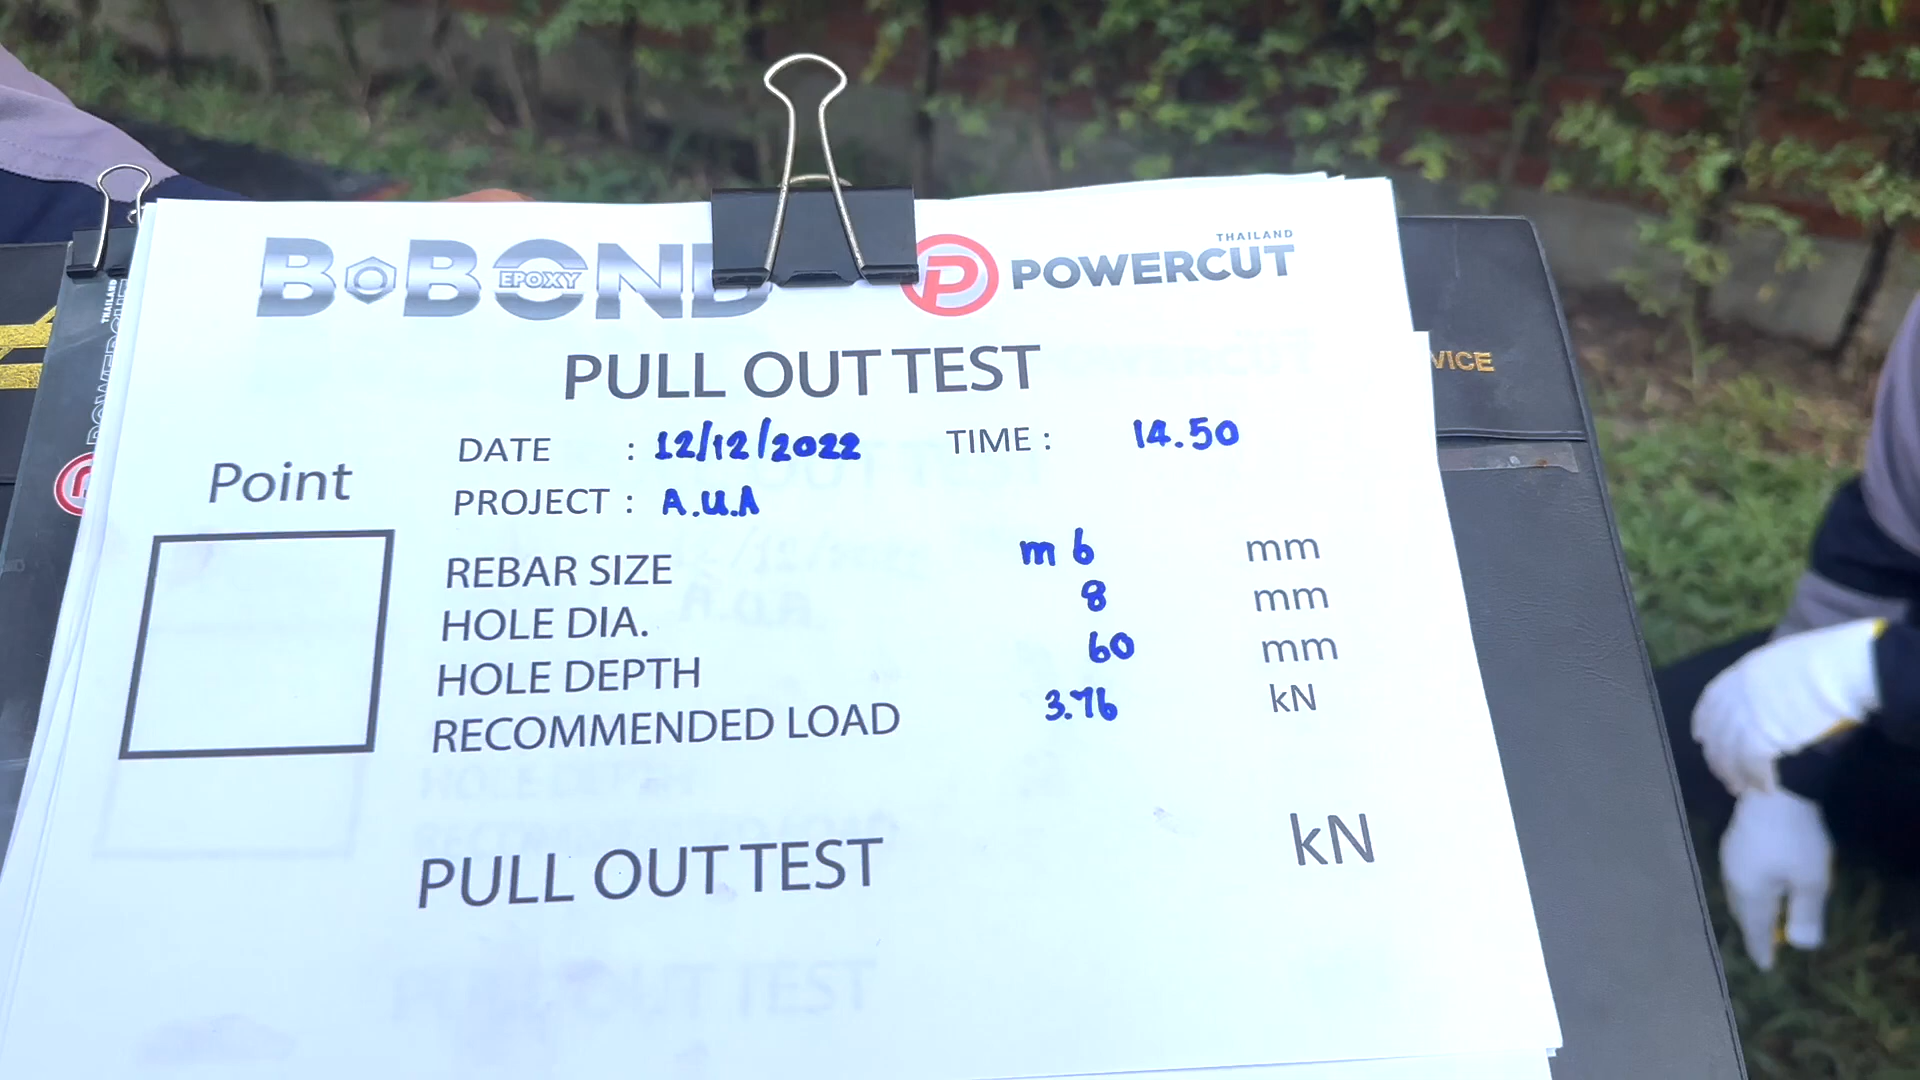 B BOND EPOXY
POWERCUT THAILAND
PULL OUT TEST
DATE : 12/12/2022 TIME : 14.50
PROJECT : A.U.A
Point
REBAR SIZE m 6 mm
HOLE DIA. 8 mm
HOLE DEPTH 60 mm
RECOMMENDED LOAD 3.76 kN
PULL OUT TEST kN
VICE
THAILAND